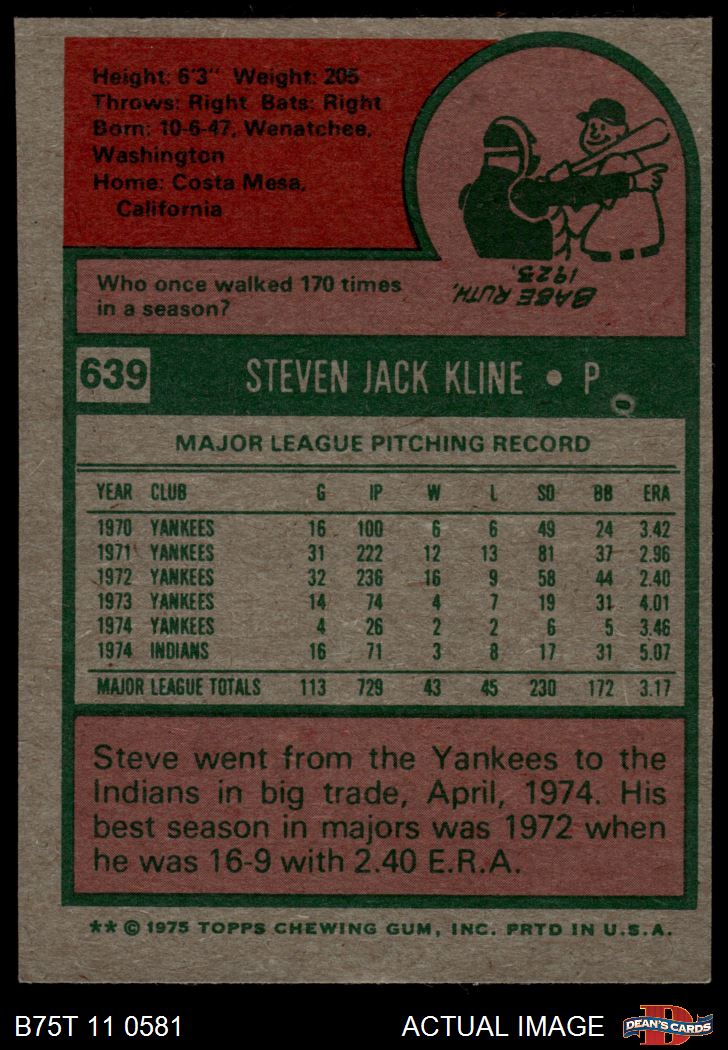 Height: 6'3" Weight: 205
Throws: Right Bats: Right
Born: 10-6-47, Wenatchee,
Washington
Home: Costa Mesa,
California
Who once walked 170 times
in a season?
BABE RUTH,
1923.
639 STEVEN JACK KLINE • P
MAJOR LEAGUE PITCHING RECORD
YEAR CLUB G IP W L SO BB ERA
1970 YANKEES 16 100 6 6 49 24 3.42
1971 YANKEES 31 222 12 13 81 37 2.96
1972 YANKEES 32 236 16 9 58 44 2.40
1973 YANKEES 14 74 4 7 19 31 4.01
1974 YANKEES 4 26 2 2 6 5 3.46
1974 INDIANS 16 71 3 8 17 31 5.07
MAJOR LEAGUE TOTALS 113 729 43 45 230 172 3.17
Steve went from the Yankees to the
Indians in big trade, April, 1974. His
best season in majors was 1972 when
he was 16-9 with 2.40 E.R.A.
** © 1975 TOPPS CHEWING GUM, INC. PRTD IN U.S.A.
B75T 11 0581 ACTUAL IMAGE
DEAN'S CARDS